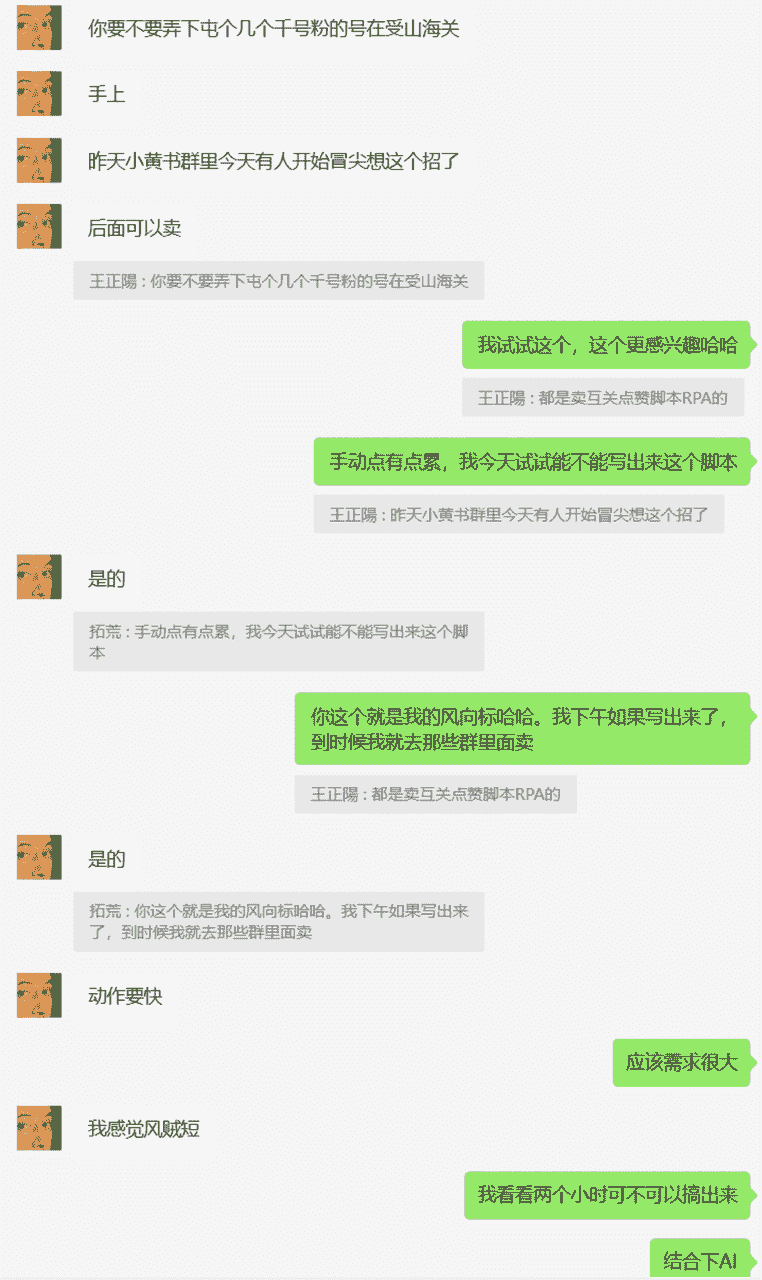 你要不要弄下屯个几个千号粉的号在受山海关
手上
昨天小黄书群里今天有人开始冒尖想这个招了
后面可以卖
王正陽 : 你要不要弄下屯个几个千号粉的号在受山海关
我试试这个，这个更感兴趣哈哈
王正陽 : 都是卖互关点赞脚本RPA的
手动点有点累，我今天试试能不能写出来这个脚本
王正陽 : 昨天小黄书群里今天有人开始冒尖想这个招了
是的
拓荒 : 手动点有点累，我今天试试能不能写出来这个脚
本
你这个就是我的风向标哈哈。我下午如果写出来了，
到时候我就去那些群里面卖
王正陽 : 都是卖互关点赞脚本RPA的
是的
拓荒 : 你这个就是我的风向标哈哈。我下午如果写出来
了，到时候我就去那些群里面卖
动作要快
应该需求很大
我感觉风贼短
我看看两个小时可不可以搞出来
结合下AI